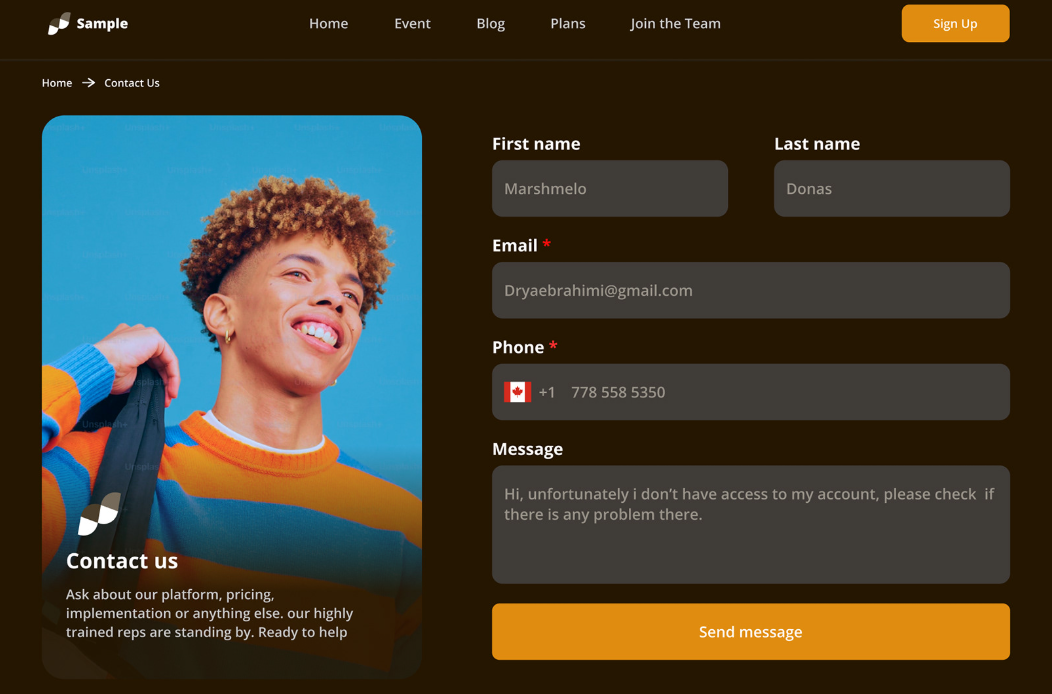 Sample
Home
Event
Blog
Plans
Join the Team
Sign Up
Home → Contact Us
First name
Last name
Marshmelo
Donas
Email *
Dryaebrahimi@gmail.com
Phone *
+1 778 558 5350
Message
Hi, unfortunately i don't have access to my account, please check if
there is any problem there.
Send message
Unsplash+
Contact us
Ask about our platform, pricing,
implementation or anything else. our highly
trained reps are standing by. Ready to help